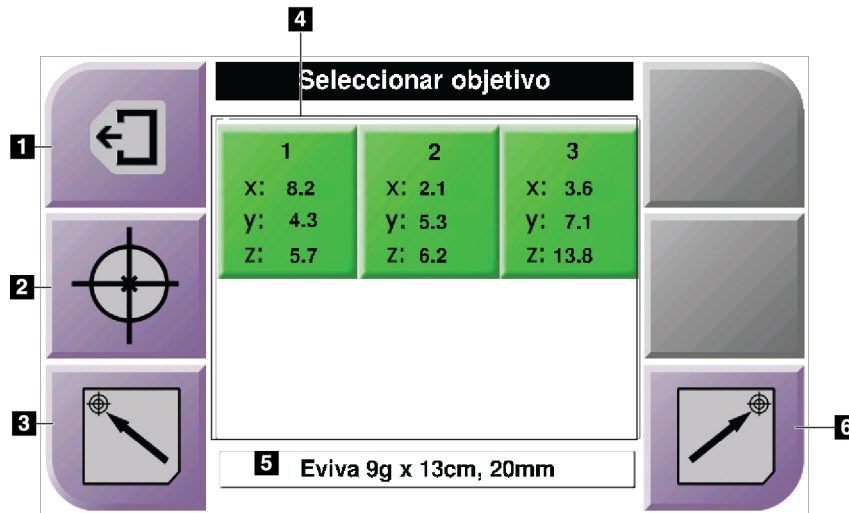 4
Seleccionar objetivo
1
2
3
1 2 3
x: 8.2 x: 2.1 x: 3.6
y: 4.3 y: 5.3 y: 7.1
z: 5.7 z: 6.2 z: 13.8
5 Eviva 9g x 13cm, 20mm
6